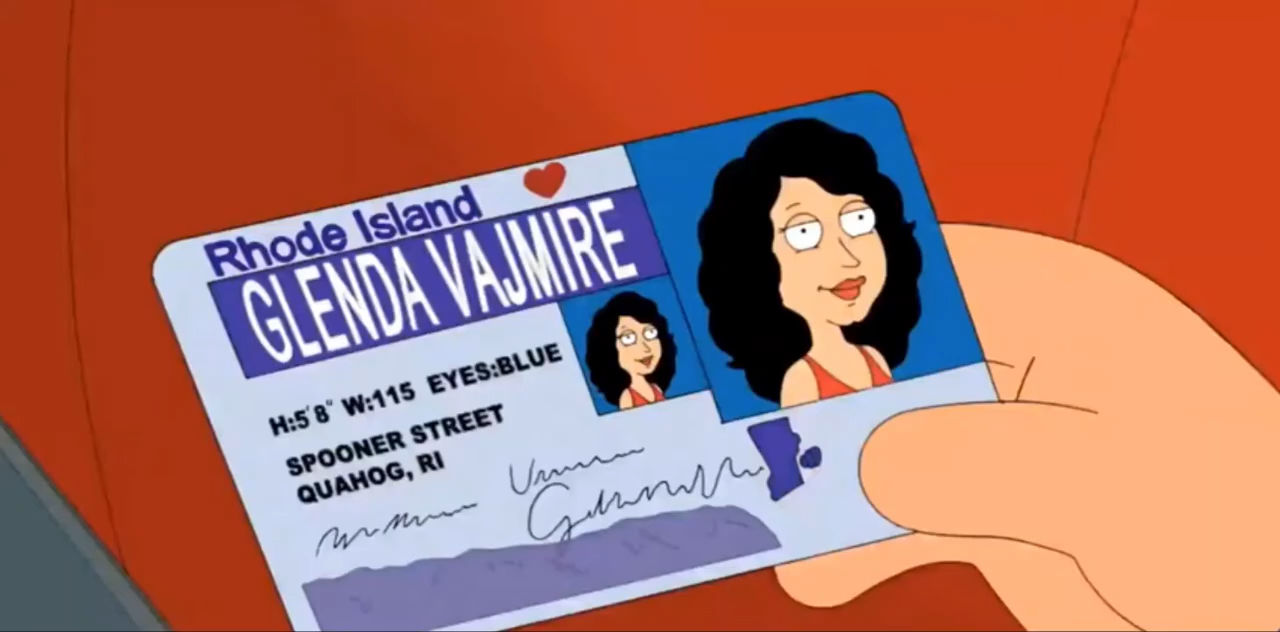 Rhode Island
GLENDA VAJMIRE
H:5'8" W:115 EYES:BLUE
SPOONER STREET
QUAHOG, RI